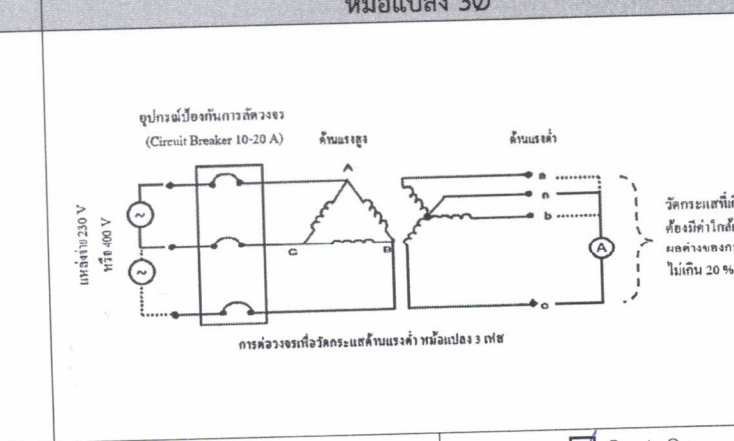 หม้อแปลง 3Ø
อุปกรณ์ป้องกันการลัดวงจร
(Circuit Breaker 10-20 A)
ด้านแรงสูง
ด้านแรงต่ำ
แหล่งจ่าย 230 V
หรือ 400 V
A
C
B
a
n
b
c
A
วัดกระแสที่
ต้องมีค่าใกล้
ผลต่างของ
ไม่เกิน 20 %
การต่อวงจรเพื่อวัดกระแสด้านแรงต่ำ หม้อแปลง 3 เฟส